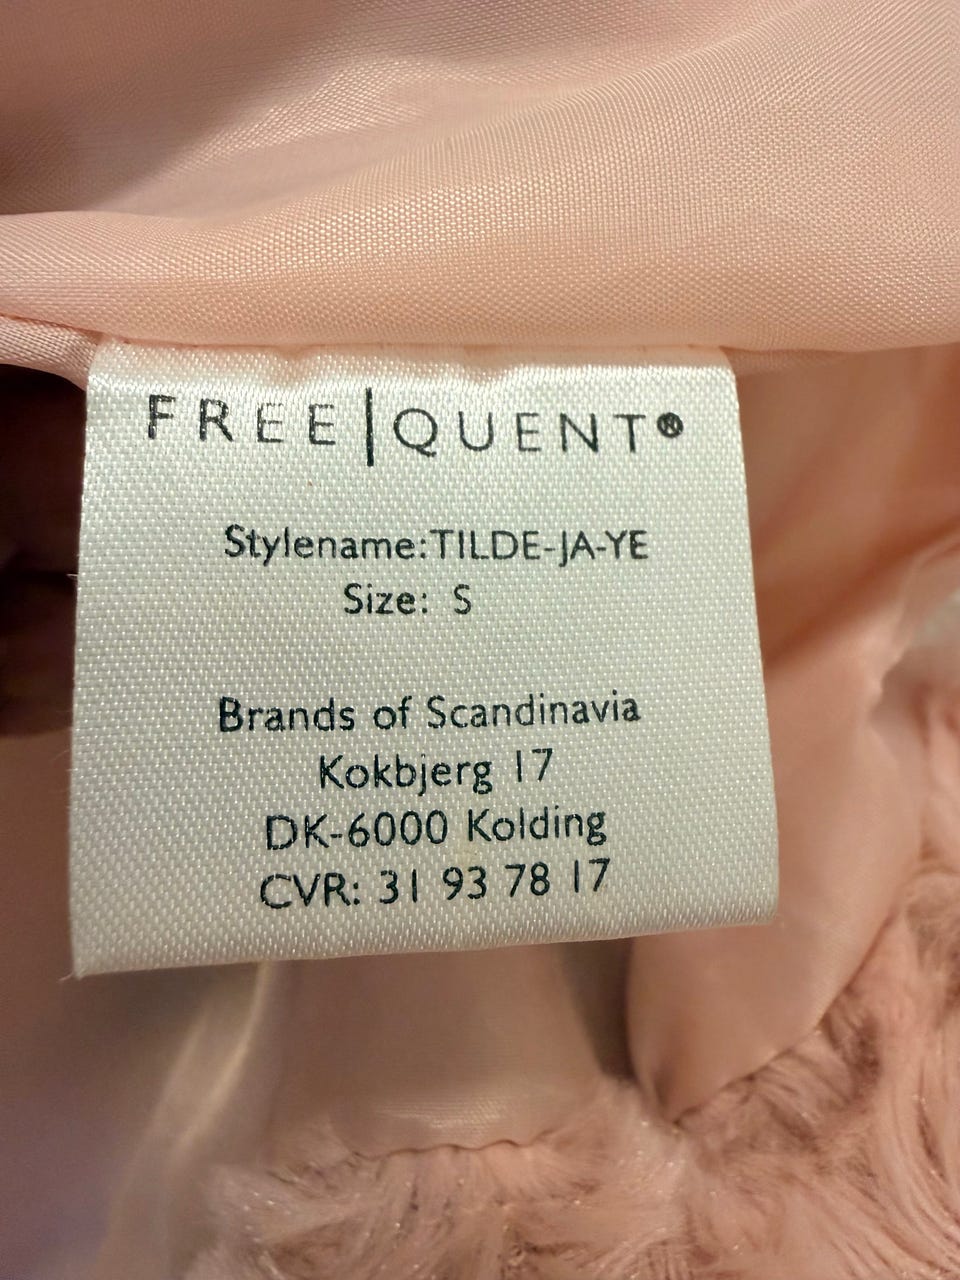 FREE|QUENT®
Stylename:TILDE-JA-YE
Size: S
Brands of Scandinavia
Kokbjerg 17
DK-6000 Kolding
CVR: 31 93 78 17